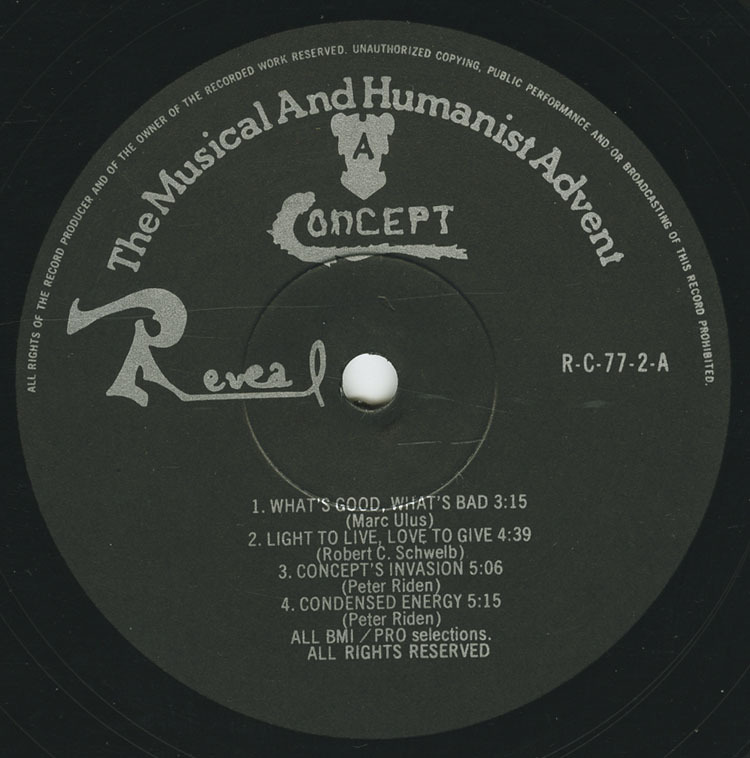 ALL RIGHTS OF THE RECORD PRODUCER AND OF THE OWNER OF THE RECORDED WORK RESERVED. UNAUTHORIZED COPYING, PUBLIC PERFORMANCE AND/OR BROADCASTING OF THIS RECORD PROHIBITED.
The Musical And Humanist Advent
A
CONCEPT
Reveal
R-C-77-2-A
1. WHAT'S GOOD, WHAT'S BAD 3:15
(Marc Ulus)
2. LIGHT TO LIVE, LOVE TO GIVE 4:39
(Robert C. Schwelb)
3. CONCEPT'S INVASION 5:06
(Peter Riden)
4. CONDENSED ENERGY 5:15
(Peter Riden)
ALL BMI / PRO selections.
ALL RIGHTS RESERVED